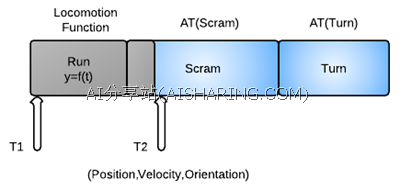 Locomotion
Function
AT(Scram)
AT(Turn)
Run
y=f(t)
Scram
Turn
AI分享站(AISHARING.COM)
T1
T2
(Position,Velocity,Orientation)